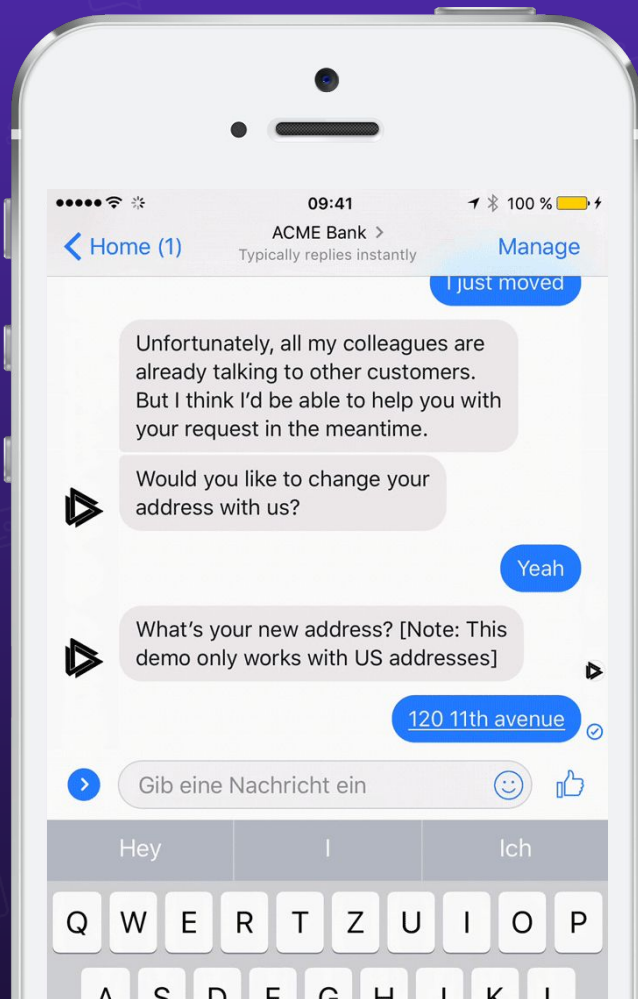 09:41
100 %
Home (1)
ACME Bank >
Typically replies instantly
Manage
I just moved
Unfortunately, all my colleagues are
already talking to other customers.
But I think I'd be able to help you with
your request in the meantime.
Would you like to change your
address with us?
Yeah
What's your new address? [Note: This
demo only works with US addresses]
120 11th avenue
Gib eine Nachricht ein
Hey
I
Ich
Q W E R T Z U I O P
A S D F G H J K L